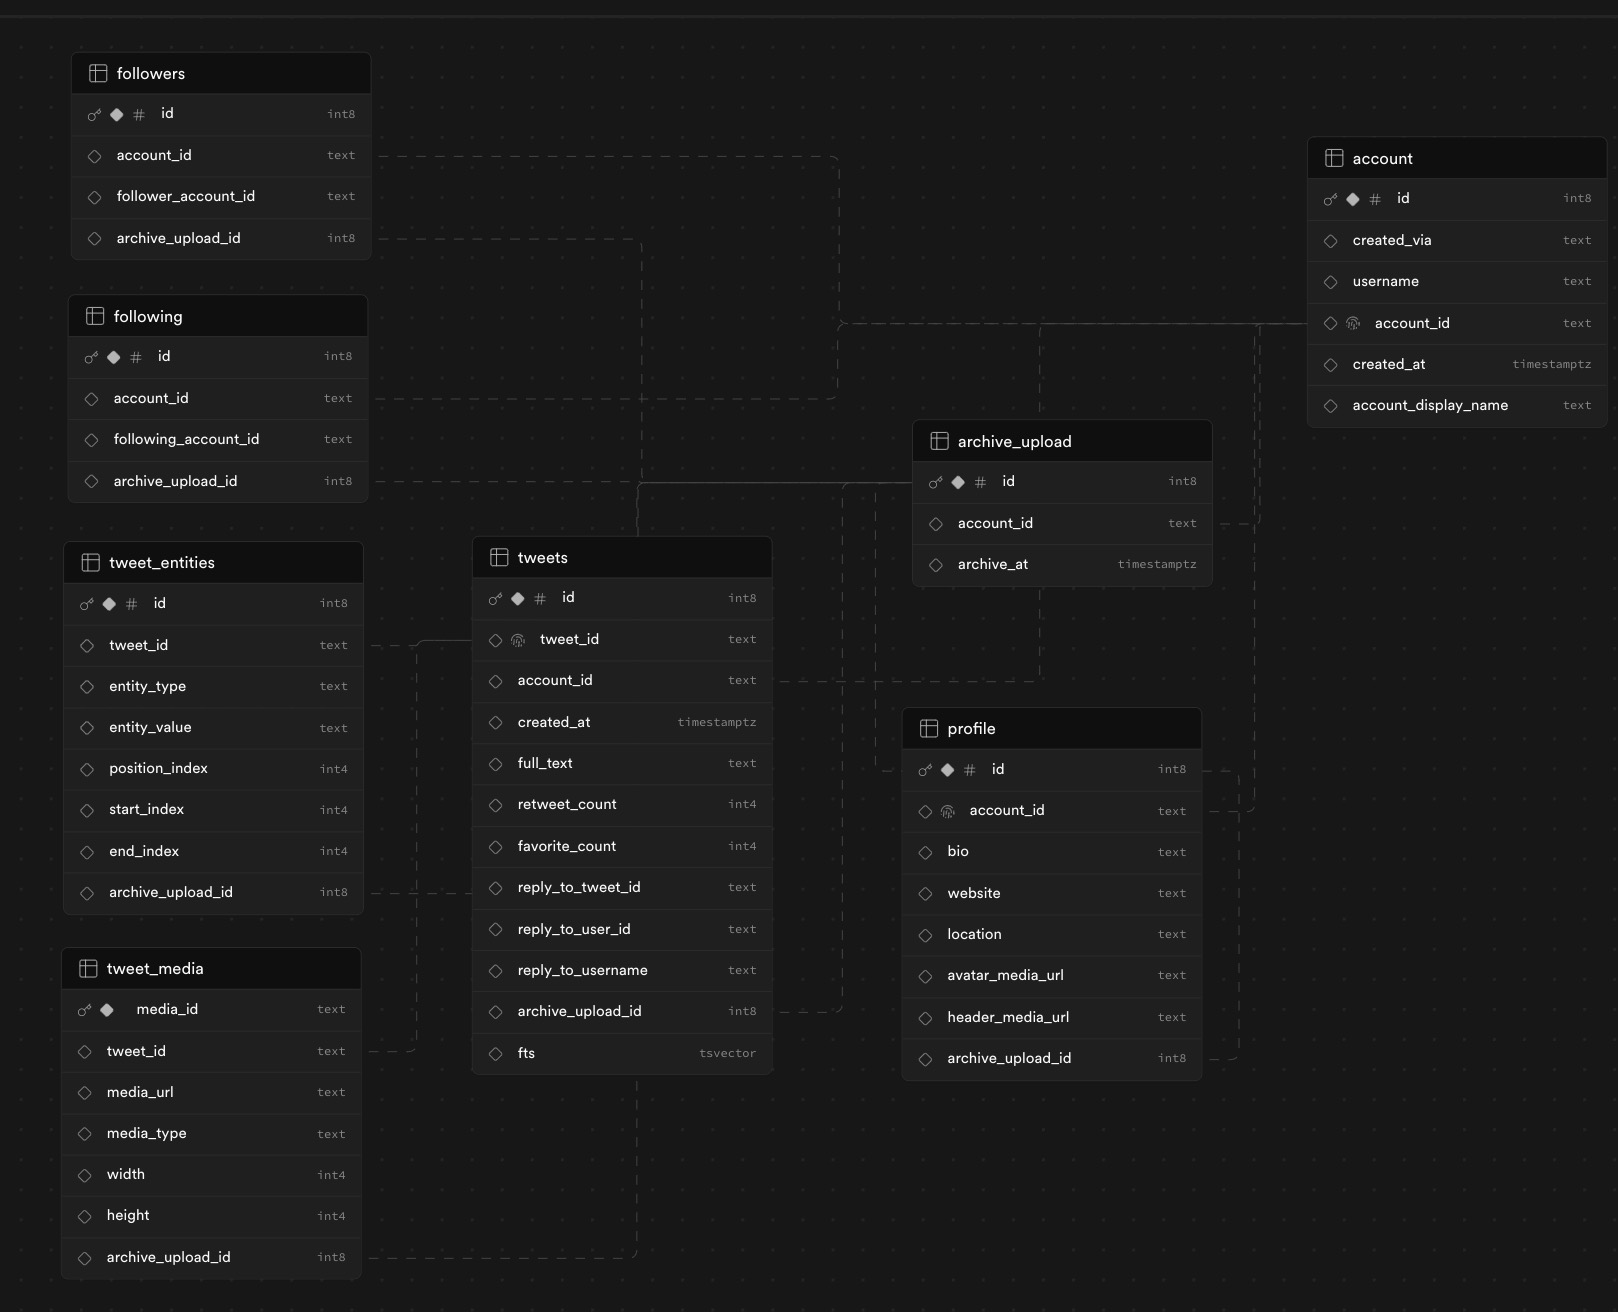 followers
id int8
account_id text
follower_account_id text
archive_upload_id int8
following
id int8
account_id text
following_account_id text
archive_upload_id int8
tweet_entities
id int8
tweet_id text
entity_type text
entity_value text
position_index int4
start_index int4
end_index int4
archive_upload_id int8
tweet_media
media_id text
tweet_id text
media_url text
media_type text
width int4
height int4
archive_upload_id int8
tweets
id int8
tweet_id text
account_id text
created_at timestamptz
full_text text
retweet_count int4
favorite_count int4
reply_to_tweet_id text
reply_to_user_id text
reply_to_username text
archive_upload_id int8
fts tsvector
archive_upload
id int8
account_id text
archive_at timestamptz
profile
id int8
account_id text
bio text
website text
location text
avatar_media_url text
header_media_url text
archive_upload_id int8
account
id int8
created_via text
username text
account_id text
created_at timestamptz
account_display_name text